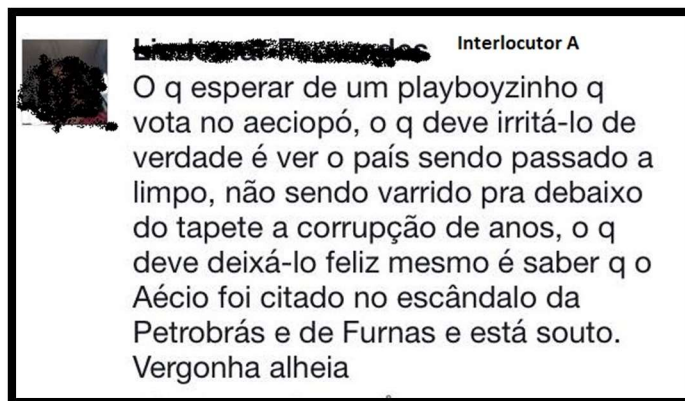 Interlocutor A
O q esperar de um playboyzinho q
vota no aeciopó, o q deve irritá-lo de
verdade é ver o país sendo passado a
limpo, não sendo varrido pra debaixo
do tapete a corrupção de anos, o q
deve deixá-lo feliz mesmo é saber q o
Aécio foi citado no escândalo da
Petrobrás e de Furnas e está souto.
Vergonha alheia